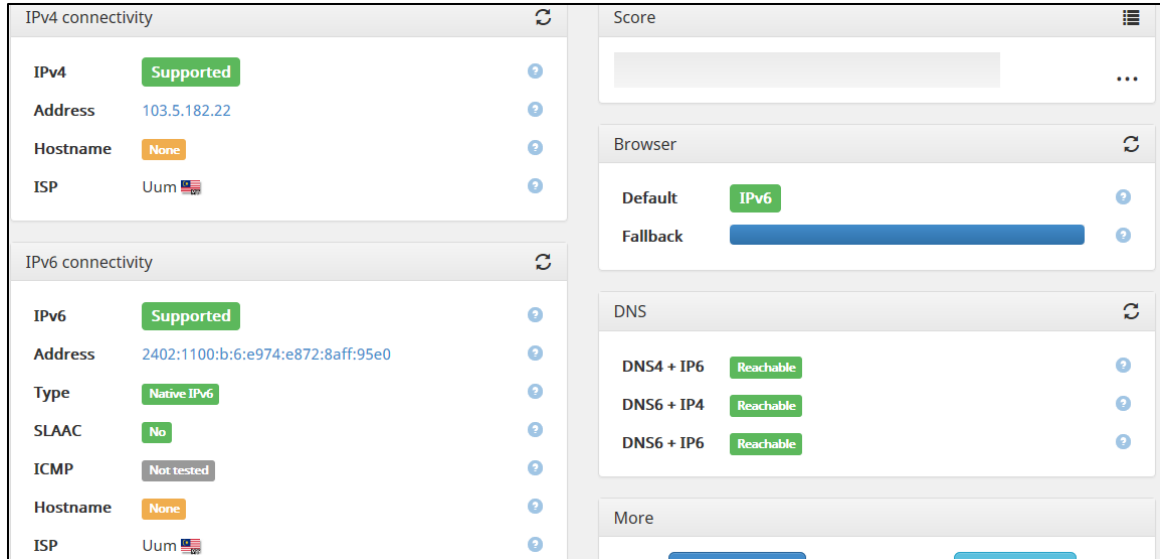 IPv4 connectivity
IPv4 Supported
Address 103.5.182.22
Hostname None
ISP Uum
IPv6 connectivity
IPv6 Supported
Address 2402:1100:b:6:e974:e872:8aff:95e0
Type Native IPv6
SLAAC No
ICMP Not tested
Hostname None
ISP Uum
Score
...
Browser
Default IPv6
Fallback
DNS
DNS4 + IP6 Reachable
DNS6 + IP4 Reachable
DNS6 + IP6 Reachable
More